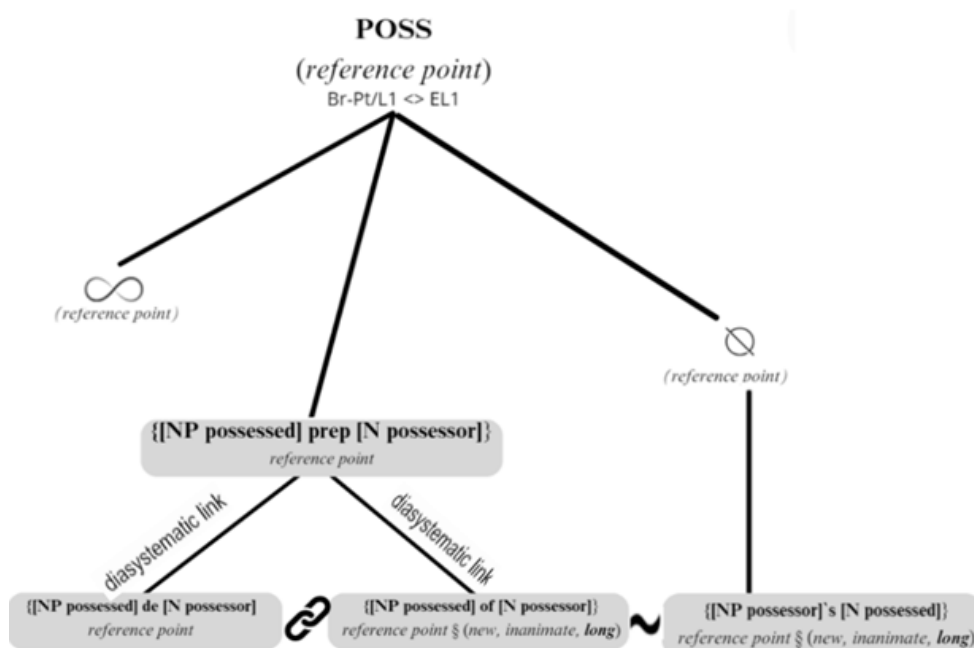 POSS
(reference point)
Br-Pt/L1 <> EL1
∞
(reference point)
∅
(reference point)
{[NP possessed] prep [N possessor]}
reference point
diasystematic link
diasystematic link
{[NP possessed] de [N possessor]
reference point
{[NP possessed] of [N possessor]}
reference point § (new, inanimate, long)
~
{[NP possessor]`s [N possessed]}
reference point § (new, inanimate, long)